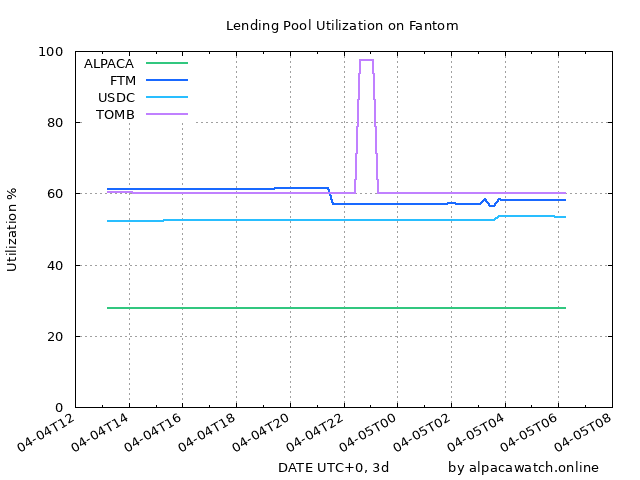 Lending Pool Utilization on Fantom
100
80
60
40
20
0
Utilization %
ALPACA
FTM
USDC
TOMB
04-04T12
04-04T14
04-04T16
04-04T18
04-04T20
04-04T22
04-05T00
04-05T02
04-05T04
04-05T06
04-05T08
DATE UTC+0, 3d
by alpacawatch.online